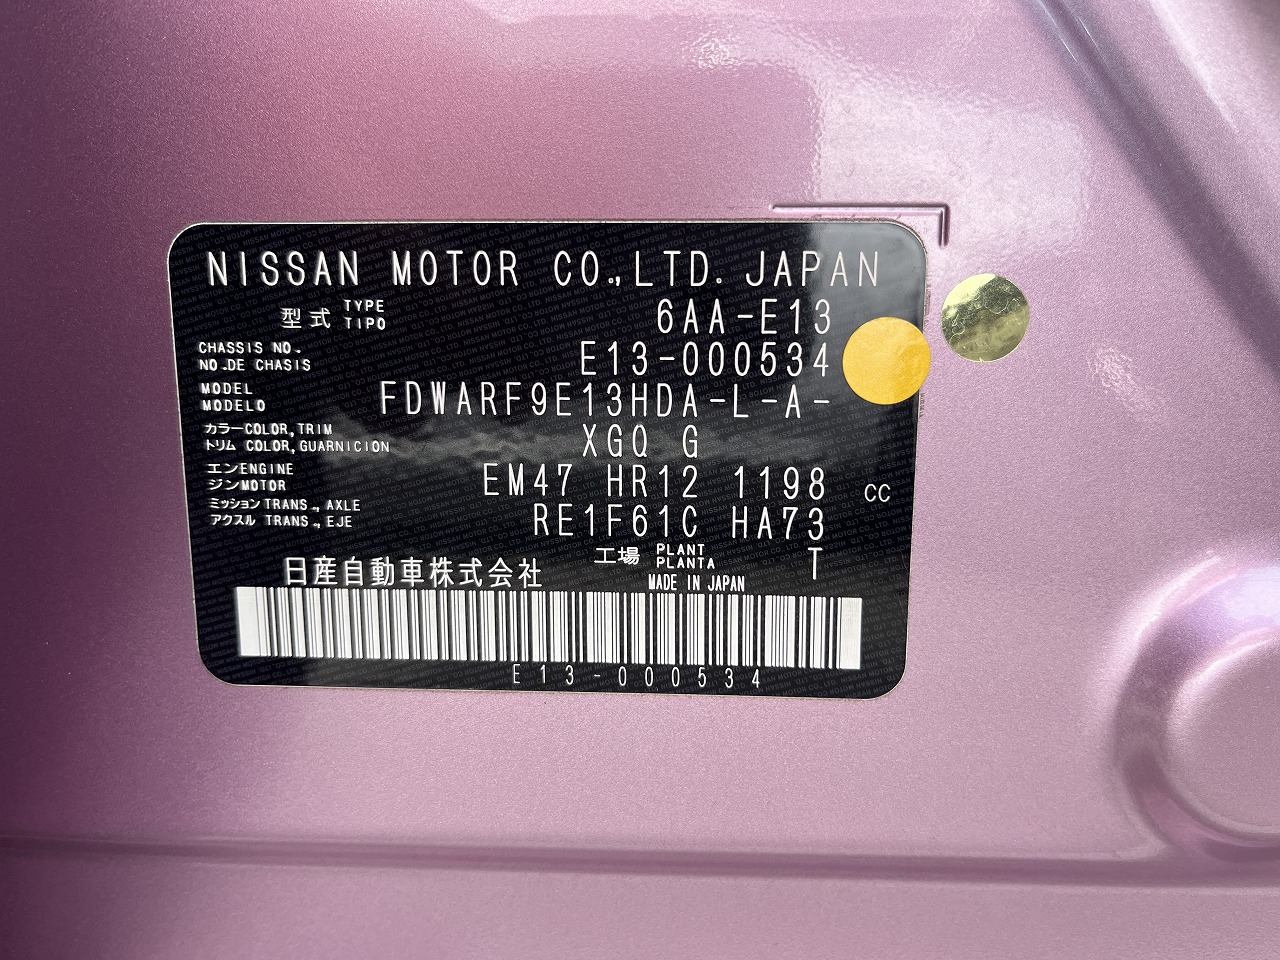 NISSAN MOTOR CO.,LTD. JAPAN
型式 TYPE TIPO 6AA-E13
CHASSIS NO. NO.DE CHASIS E13-000534
MODEL MODELO FDWARF9E13HDA-L-A-
カラー トリム COLOR,TRIM COLOR,GUARNICION XGQ G
エンジン ENGINE MOTOR EM47 HR12 1198 CC
ミッション アクスル TRANS., AXLE TRANS., EJE RE1F61C HA73
工場 PLANT PLANTA T
日産自動車株式会社 MADE IN JAPAN
E13-000534